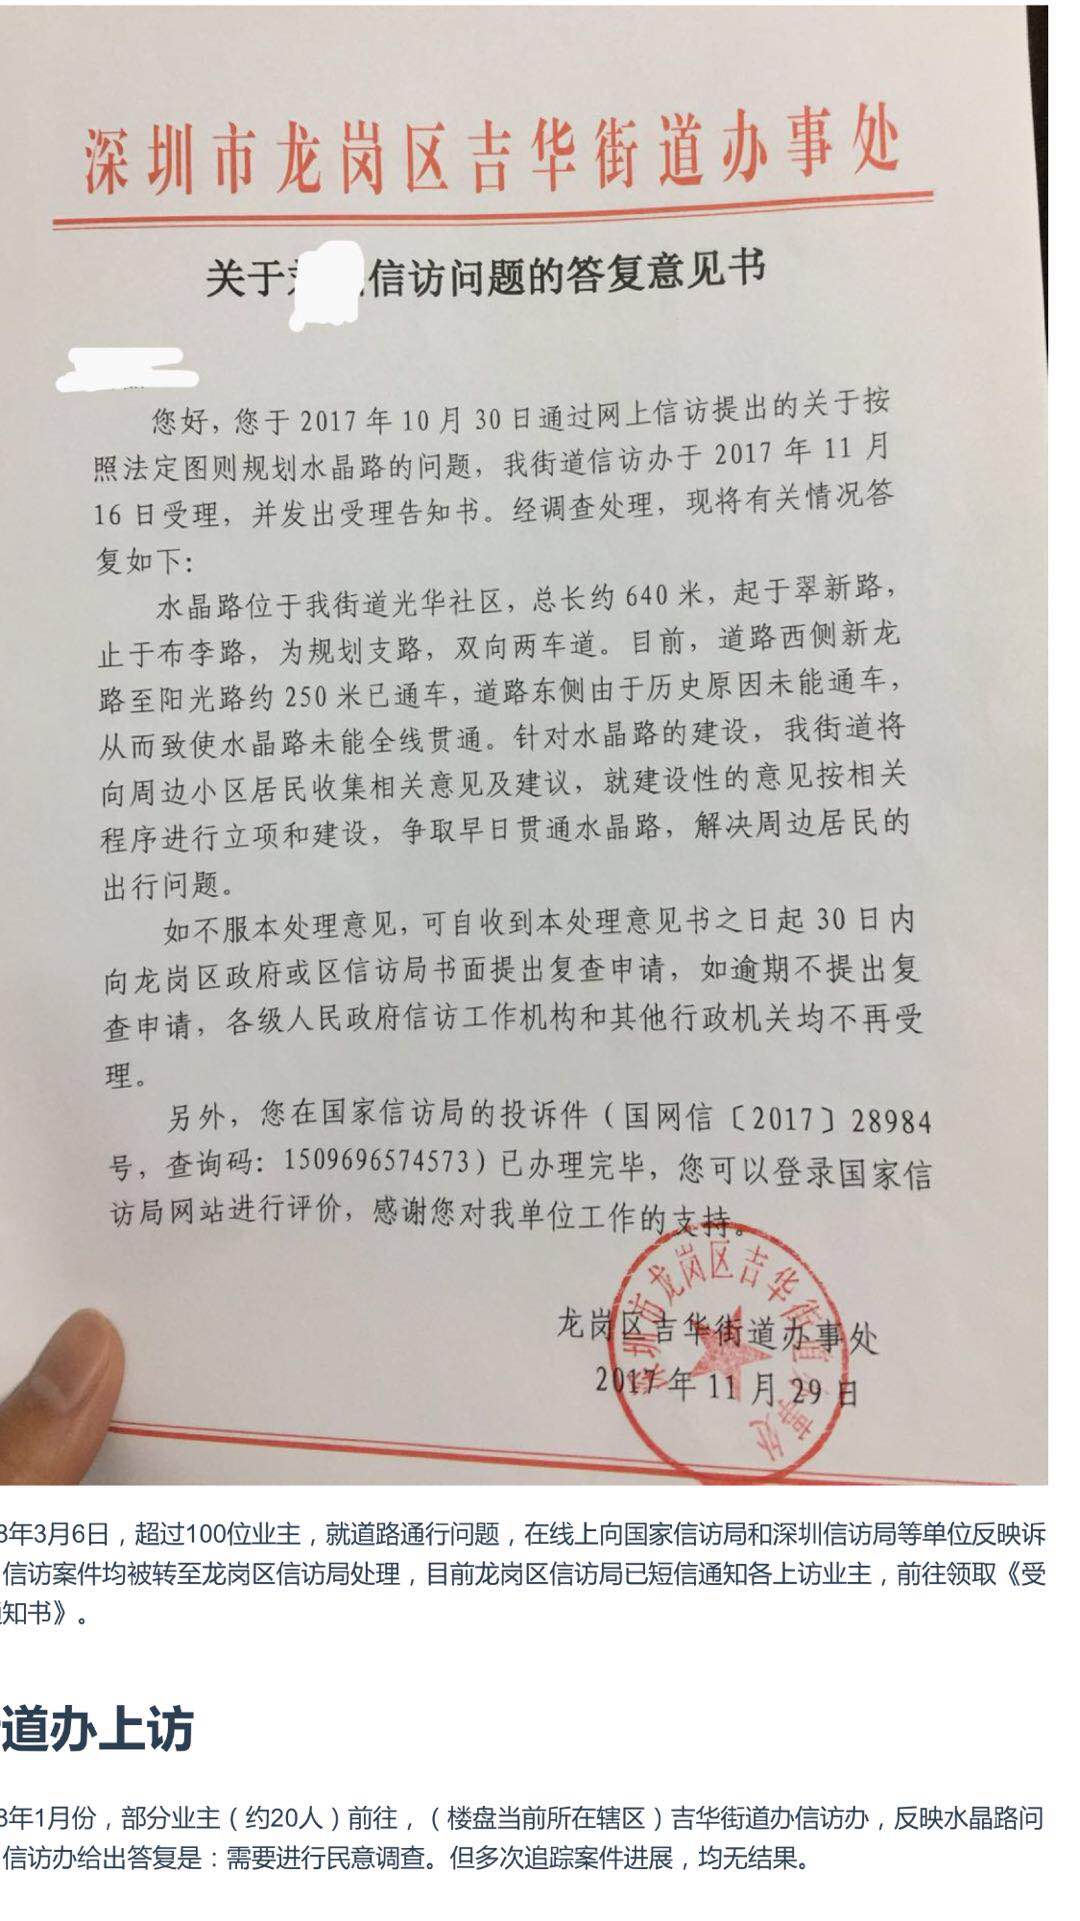 深圳市龙岗区吉华街道办事处
关于 信访问题的答复意见书
您好，您于 2017 年 10 月 30 日通过网上信访提出的关于按
照法定图则规划水晶路的问题，我街道信访办于 2017 年 11 月
16 日受理，并发出受理告知书。经调查处理，现将有关情况答
复如下：
水晶路位于我街道光华社区，总长约 640 米，起于翠新路，
止于布李路，为规划支路，双向两车道。目前，道路西侧新龙
路至阳光路约 250 米已通车，道路东侧由于历史原因未能通车，
从而致使水晶路未能全线贯通。针对水晶路的建设，我街道将
向周边小区居民收集相关意见及建议，就建设性的意见按相关
程序进行立项和建设，争取早日贯通水晶路，解决周边居民的
出行问题。
如不服本处理意见，可自收到本处理意见书之日起 30 日内
向龙岗区政府或区信访局书面提出复查申请，如逾期不提出复
查申请，各级人民政府信访工作机构和其他行政机关均不再受
理。
另外，您在国家信访局的投诉件（国网信〔2017〕28984
号，查询码：1509696574573）已办理完毕，您可以登录国家信
访局网站进行评价，感谢您对我单位工作的支持。
龙岗区吉华街道办事处
2017 年 11 月 29 日
深圳市龙岗区吉华街道办事处
8年3月6日，超过100位业主，就道路通行问题，在线上向国家信访局和深圳信访局等单位反映诉
信访案件均被转至龙岗区信访局处理，目前龙岗区信访局已短信通知各上访业主，前往领取《受
知书》。
道办上访
8年1月份，部分业主（约20人）前往，（楼盘当前所在辖区）吉华街道办信访办，反映水晶路问
信访办给出答复是：需要进行民意调查。但多次追踪案件进展，均无结果。